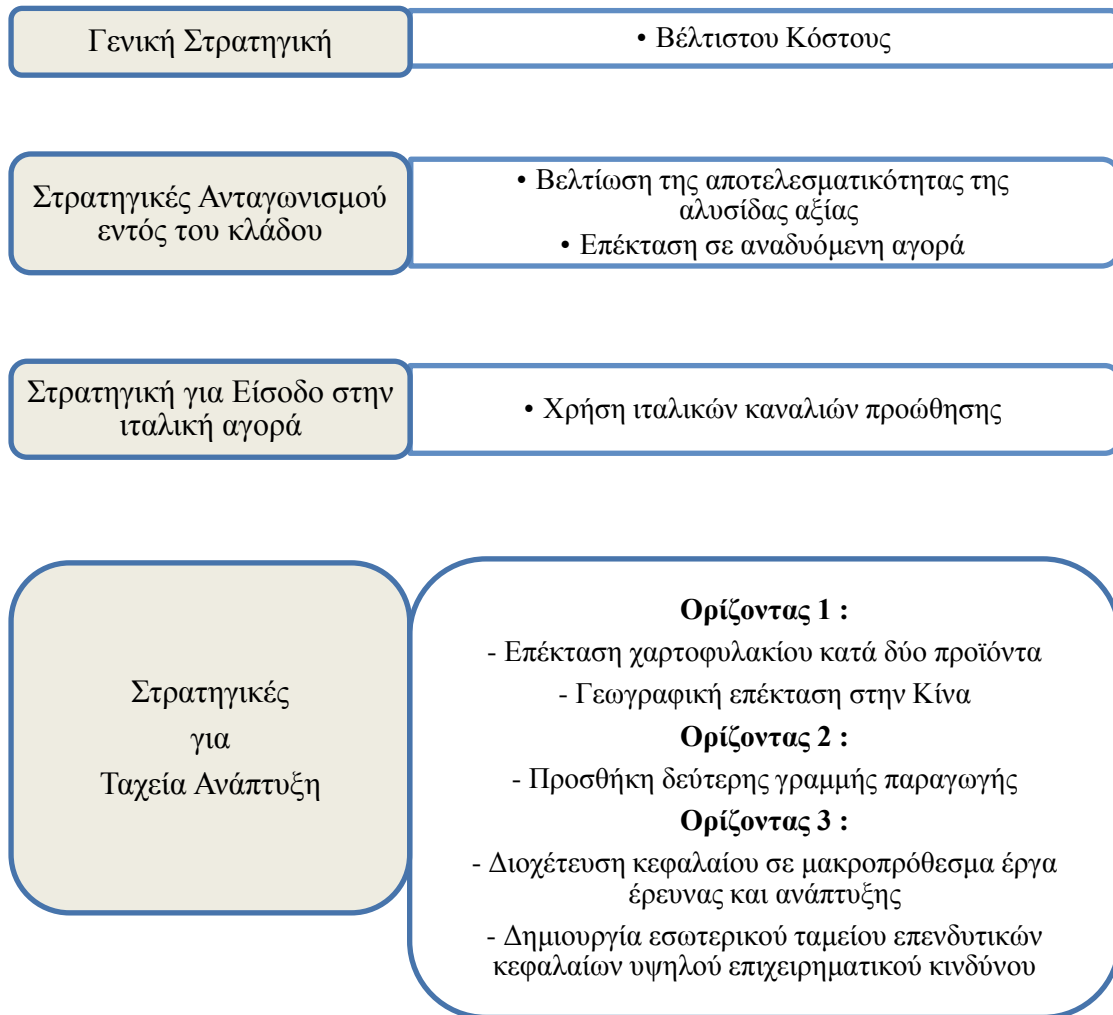 Γενική Στρατηγική
• Βέλτιστου Κόστους
Στρατηγικές Ανταγωνισμού
εντός του κλάδου
• Βελτίωση της αποτελεσματικότητας της
αλυσίδας αξίας
• Επέκταση σε αναδυόμενη αγορά
Στρατηγική για Είσοδο στην
ιταλική αγορά
• Χρήση ιταλικών καναλιών προώθησης
Στρατηγικές
για
Ταχεία Ανάπτυξη
Ορίζοντας 1 :
- Επέκταση χαρτοφυλακίου κατά δύο προϊόντα
- Γεωγραφική επέκταση στην Κίνα
Ορίζοντας 2 :
- Προσθήκη δεύτερης γραμμής παραγωγής
Ορίζοντας 3 :
- Διοχέτευση κεφαλαίου σε μακροπρόθεσμα έργα
έρευνας και ανάπτυξης
- Δημιουργία εσωτερικού ταμείου επενδυτικών
κεφαλαίων υψηλού επιχειρηματικού κινδύνου